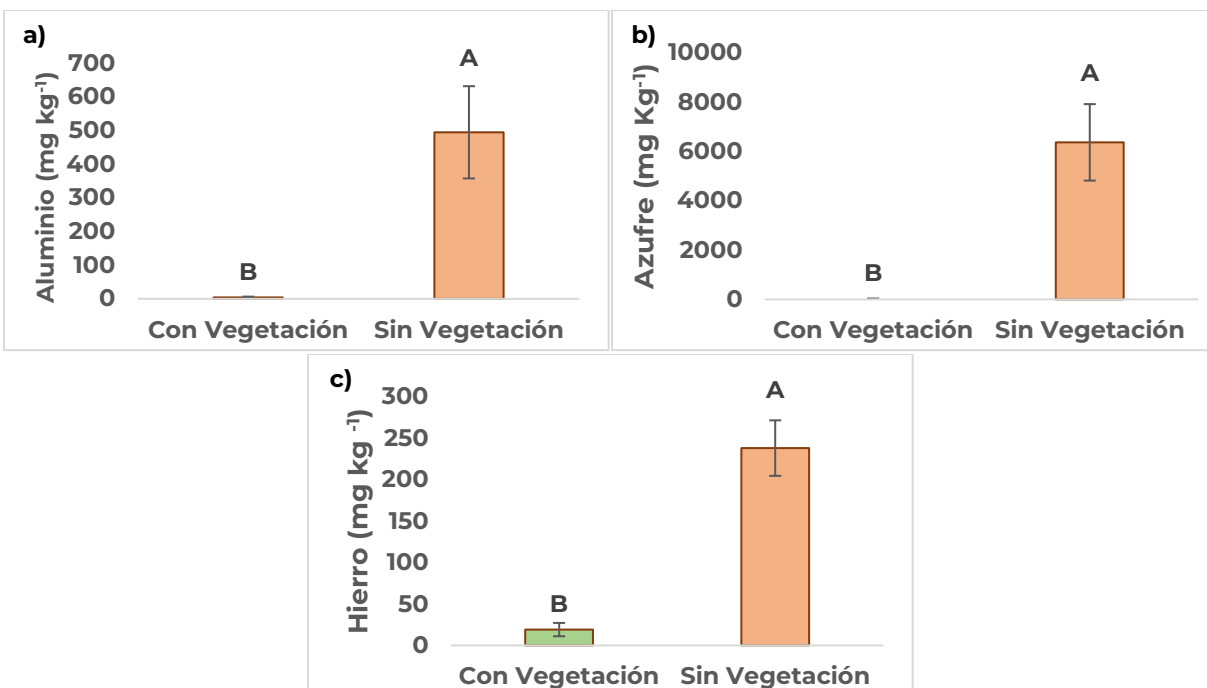 a)
Aluminio (mg kg⁻¹)
700
600
500
400
300
200
100
0
B
A
Con Vegetación Sin Vegetación
b)
Azufre (mg Kg⁻¹)
10000
8000
6000
4000
2000
0
B
A
Con Vegetación Sin Vegetación
c)
Hierro (mg kg ⁻¹)
300
250
200
150
100
50
0
B
A
Con Vegetación Sin Vegetación